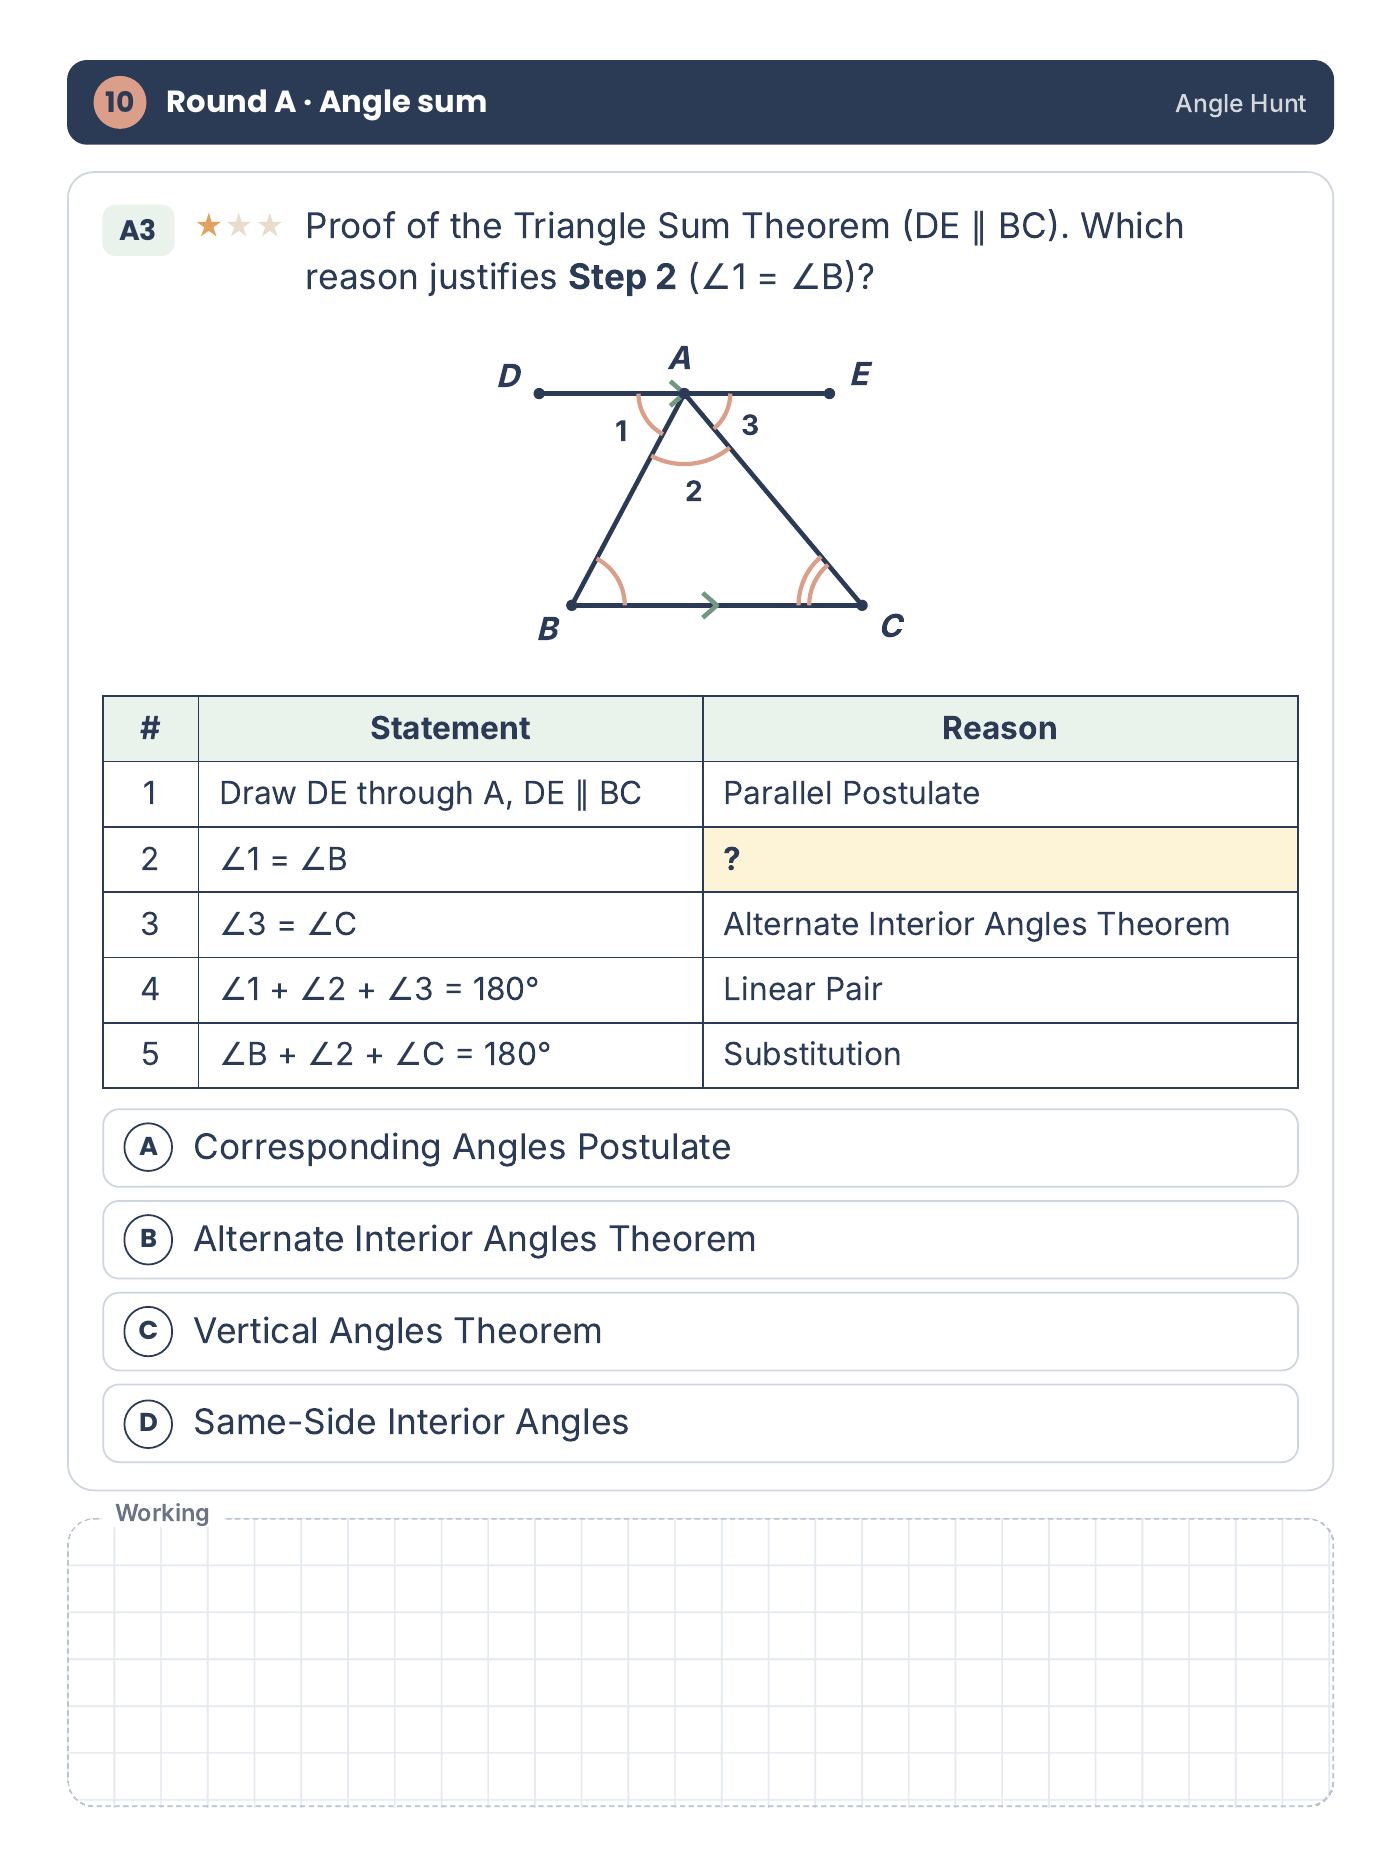 10 Round A · Angle sum Angle Hunt
A3 ★★★ Proof of the Triangle Sum Theorem (DE ∥ BC). Which
reason justifies Step 2 (∠1 = ∠B)?
D A E
1 3
2
B C
# Statement Reason
1 Draw DE through A, DE ∥ BC Parallel Postulate
2 ∠1 = ∠B ?
3 ∠3 = ∠C Alternate Interior Angles Theorem
4 ∠1 + ∠2 + ∠3 = 180° Linear Pair
5 ∠B + ∠2 + ∠C = 180° Substitution
A Corresponding Angles Postulate
B Alternate Interior Angles Theorem
C Vertical Angles Theorem
D Same-Side Interior Angles
Working